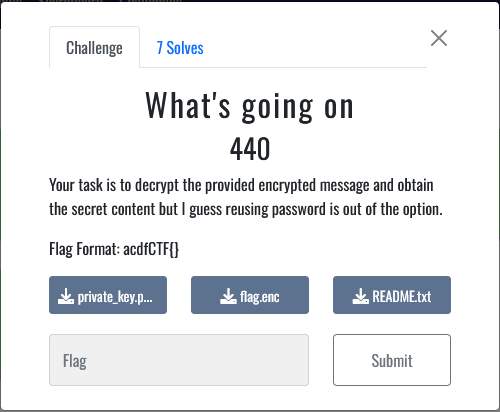 Challenge
7 Solves
What's going on
440
Your task is to decrypt the provided encrypted message and obtain
the secret content but I guess reusing password is out of the option.
Flag Format: acdfCTF{}
private_key.p...
flag.enc
README.txt
Flag
Submit